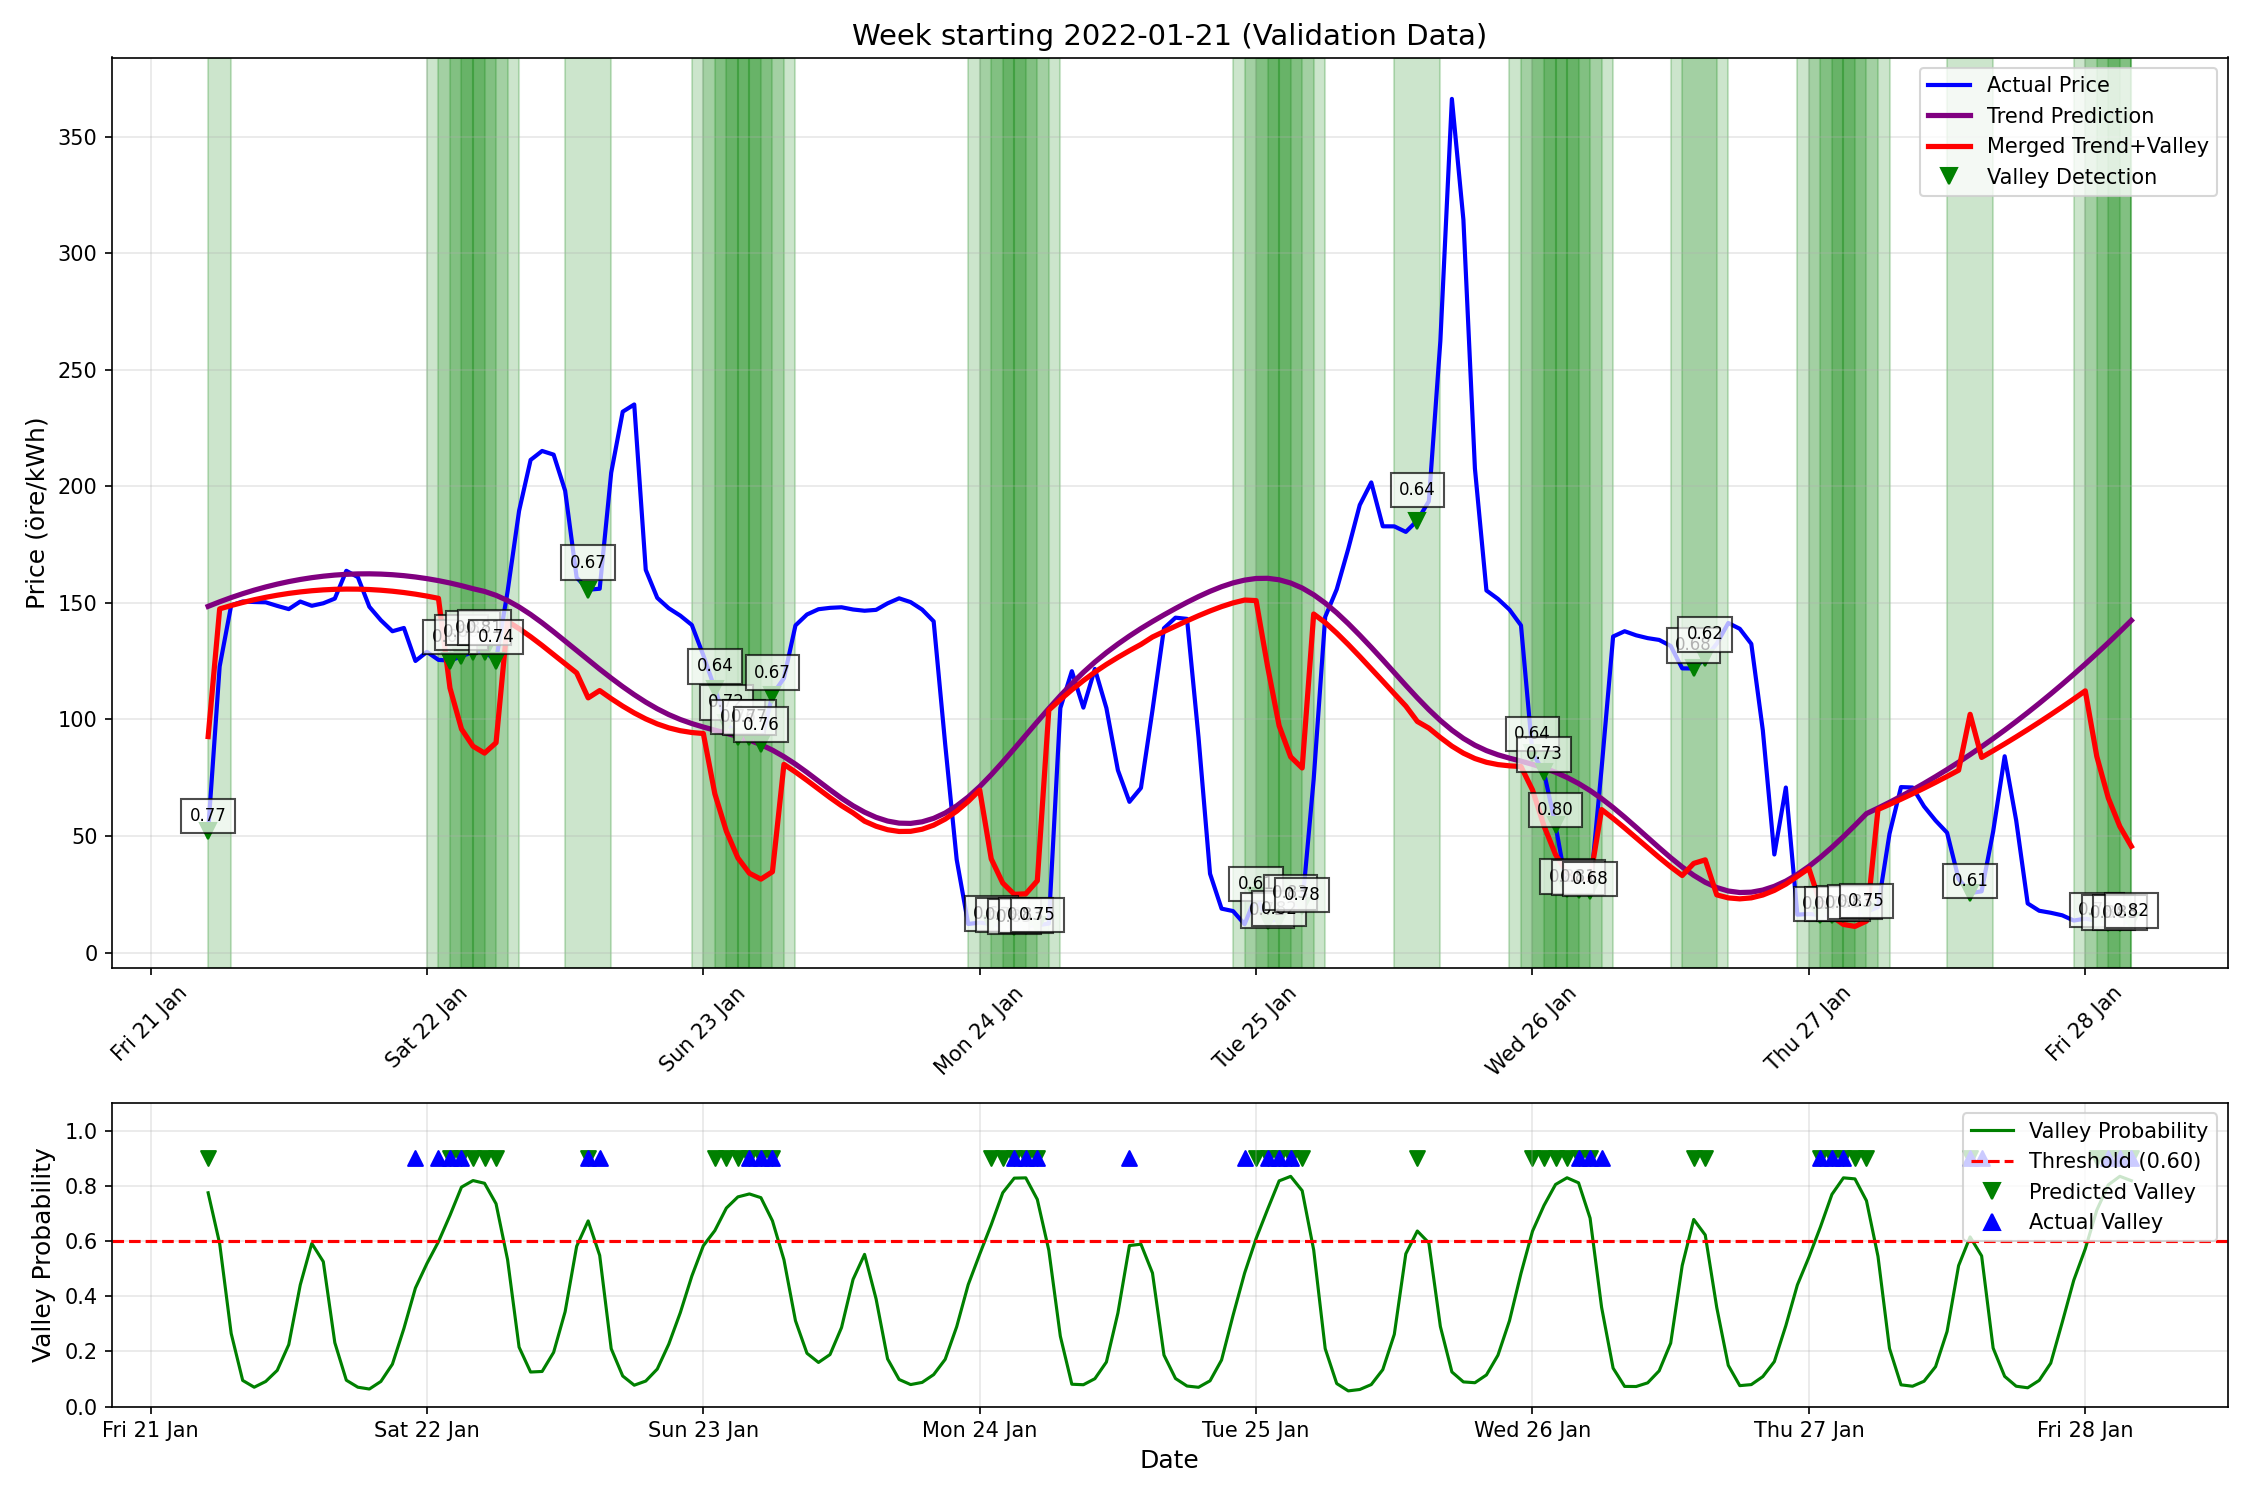 Week starting 2022-01-21 (Validation Data)
Price (öre/kWh)
350
300
250
200
150
100
50
0
Actual Price
Trend Prediction
Merged Trend+Valley
Valley Detection
0.77
0.74
0.67
0.64
0.67
0.76
0.75
0.61
0.78
0.64
0.64
0.73
0.80
0.68
0.68
0.62
0.75
0.61
0.82
Fri 21 Jan
Sat 22 Jan
Sun 23 Jan
Mon 24 Jan
Tue 25 Jan
Wed 26 Jan
Thu 27 Jan
Fri 28 Jan
Valley Probability
1.0
0.8
0.6
0.4
0.2
0.0
Valley Probability
Threshold (0.60)
Predicted Valley
Actual Valley
Fri 21 Jan
Sat 22 Jan
Sun 23 Jan
Mon 24 Jan
Tue 25 Jan
Wed 26 Jan
Thu 27 Jan
Fri 28 Jan
Date